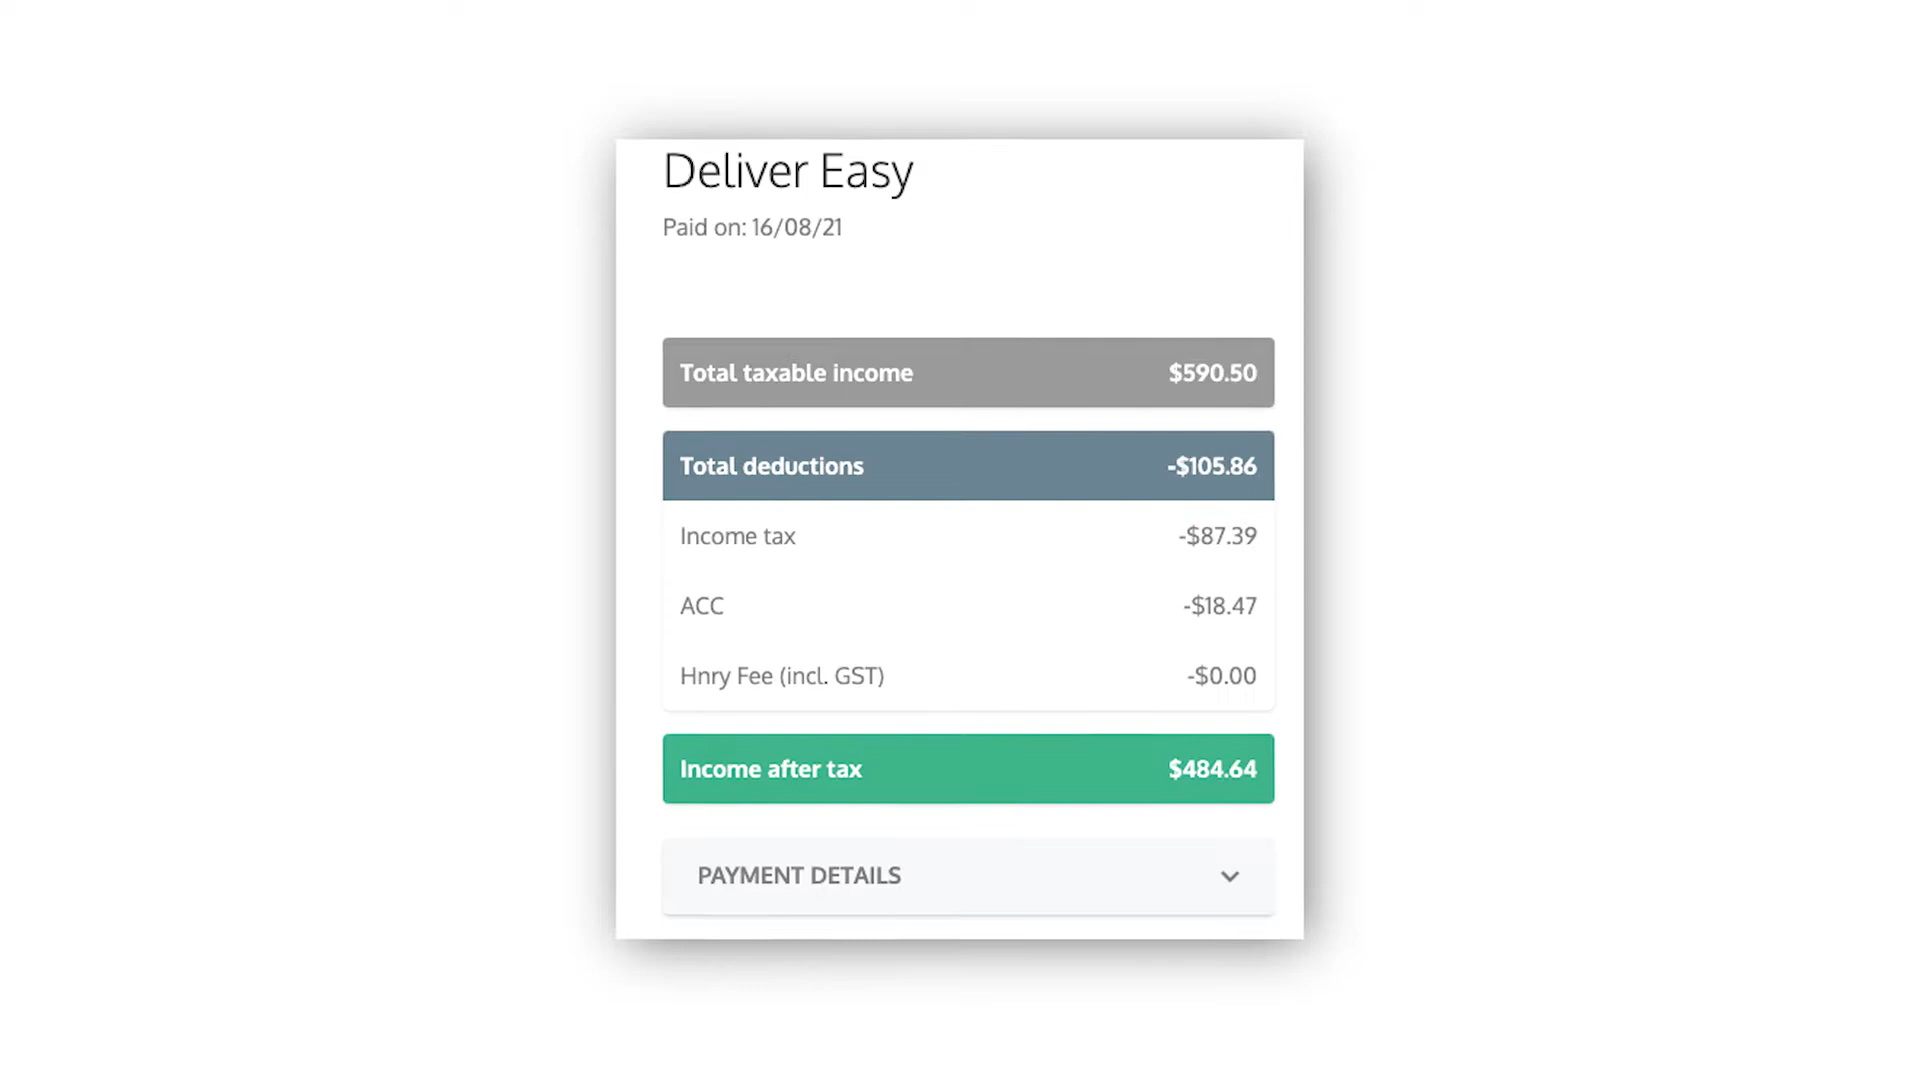 Deliver Easy
Paid on: 16/08/21
Total taxable income $590.50
Total deductions -$105.86
Income tax -$87.39
ACC -$18.47
Hnry Fee (incl. GST) -$0.00
Income after tax $484.64
PAYMENT DETAILS